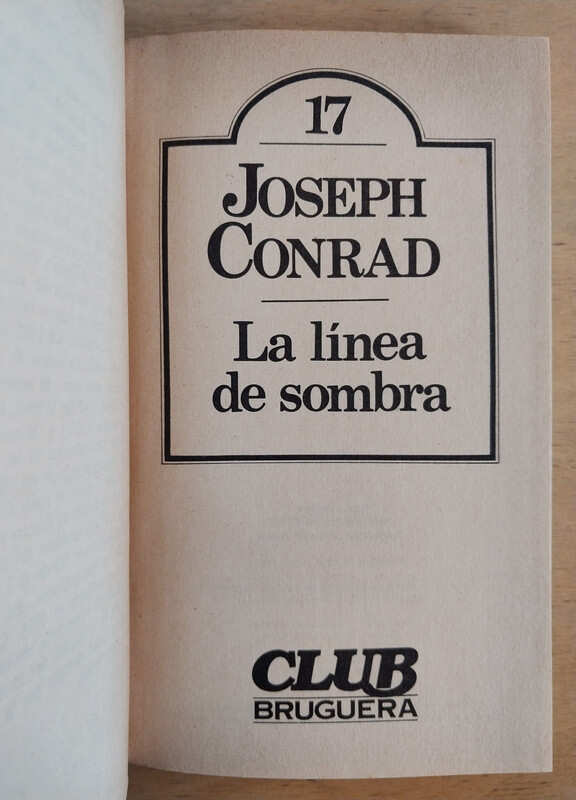 17
JOSEPH
CONRAD
La línea
de sombra
CLUB
BRUGUERA